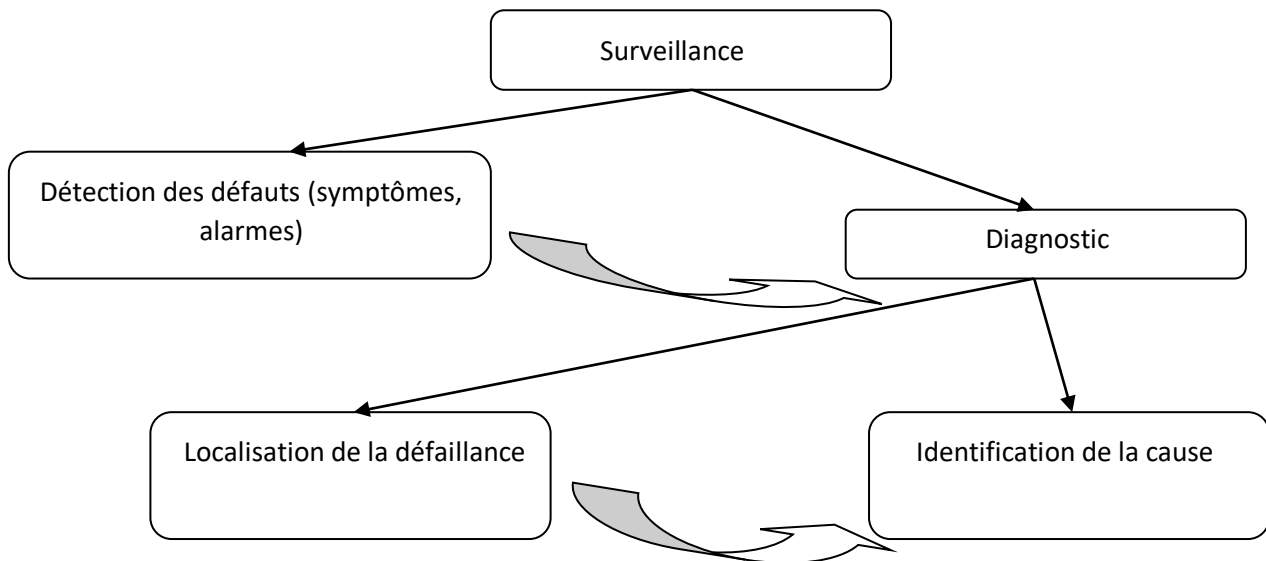 Surveillance
Détection des défauts (symptômes,
alarmes)
Diagnostic
Localisation de la défaillance
Identification de la cause